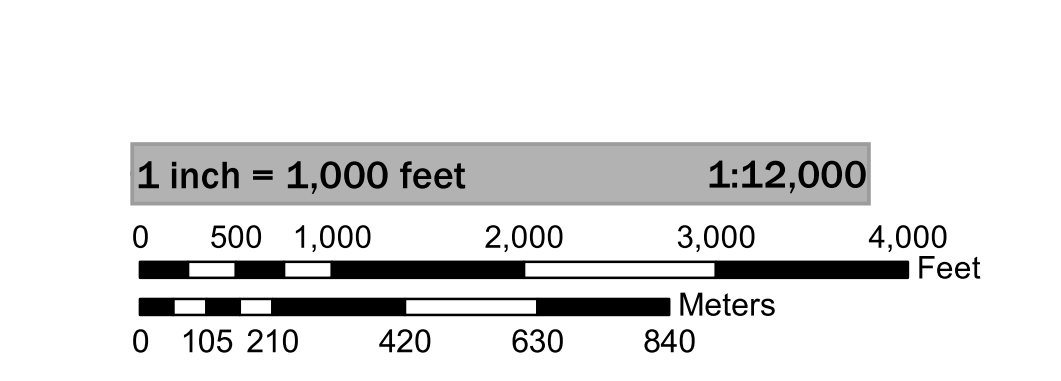 1 inch = 1,000 feet 1:12,000
0 500 1,000 2,000 3,000 4,000
Feet
Meters
0 105 210 420 630 840